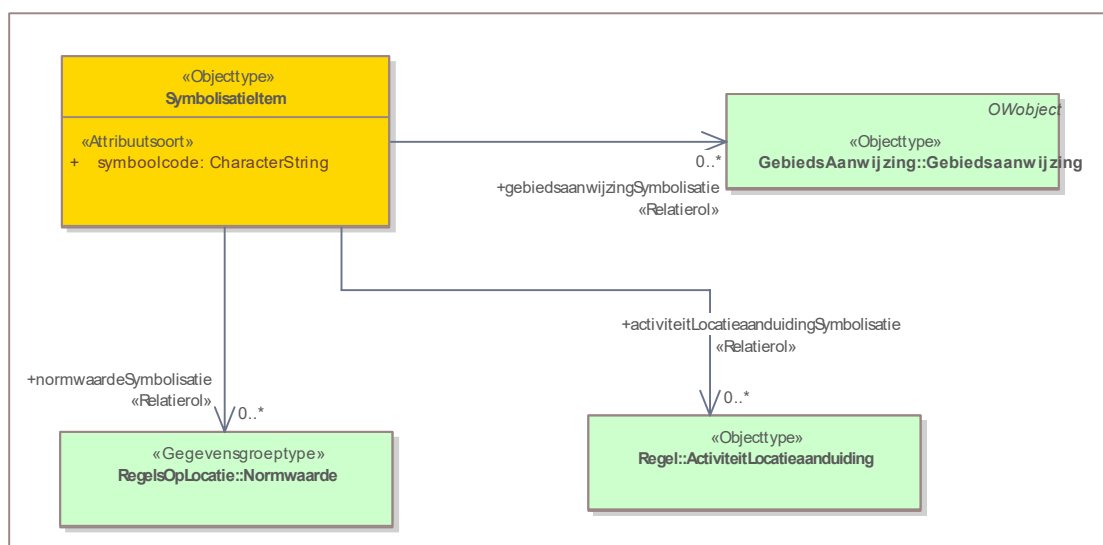 «Objecttype»
SymbolisatieItem
«Attribuutsoort»
+ symboolcode: CharacterString
OWobject
«Objecttype»
GebiedsAanwijzing::Gebiedsaanwijzing
0..*
+gebiedsaanwijzingSymbolisatie
«Relatierol»
+activiteitLocatieaanduidingSymbolisatie
«Relatierol»
0..*
+normwaardeSymbolisatie
«Relatierol»
0..*
«Gegevensgroeptype»
RegelsOpLocatie::Normwaarde
«Objecttype»
Regel::ActiviteitLocatieaanduiding